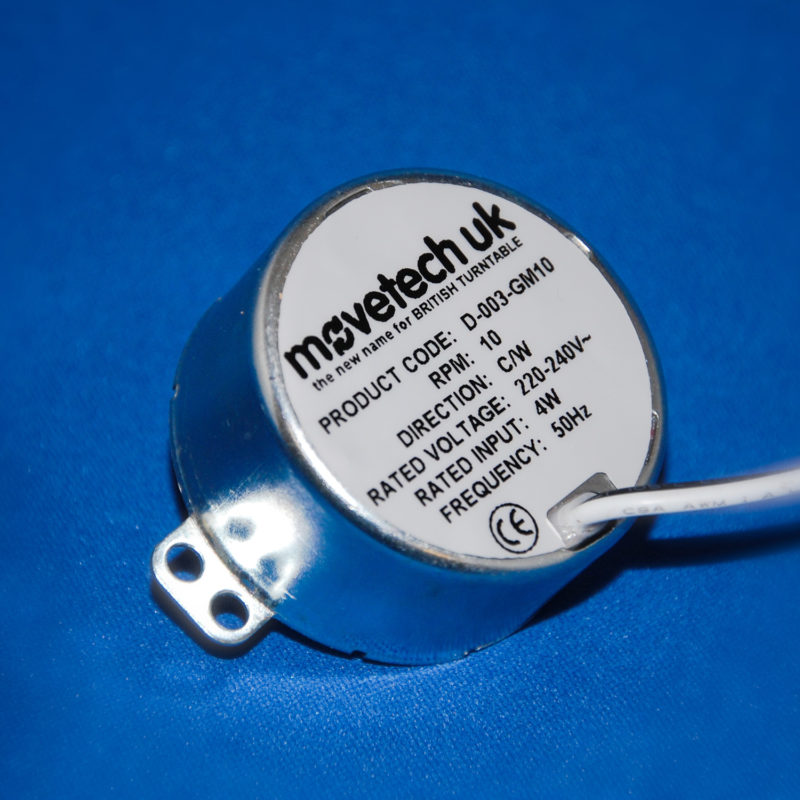 movetech uk
the new name for BRITISH TURNTABLE
PRODUCT CODE: D-003-GM10
RPM: 10
DIRECTION: C/W
RATED VOLTAGE: 220-240V~
RATED INPUT: 4W
FREQUENCY: 50Hz
CE
CSA